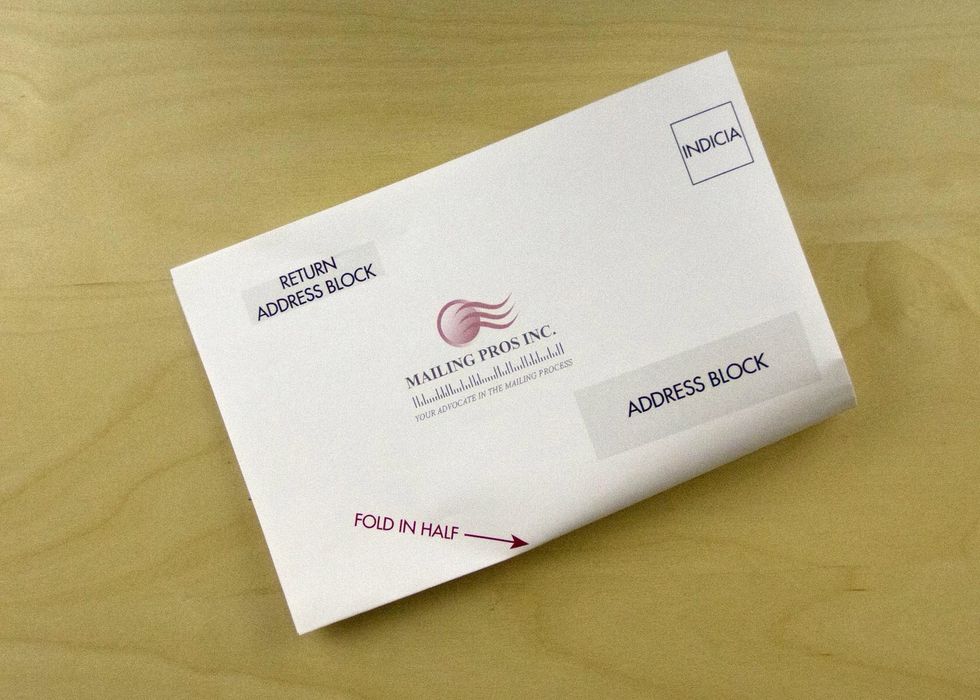 INDICIA
RETURN
ADDRESS BLOCK
MAILING PROS INC.
YOUR ADVOCATE IN THE MAILING PROCESS
ADDRESS BLOCK
FOLD IN HALF